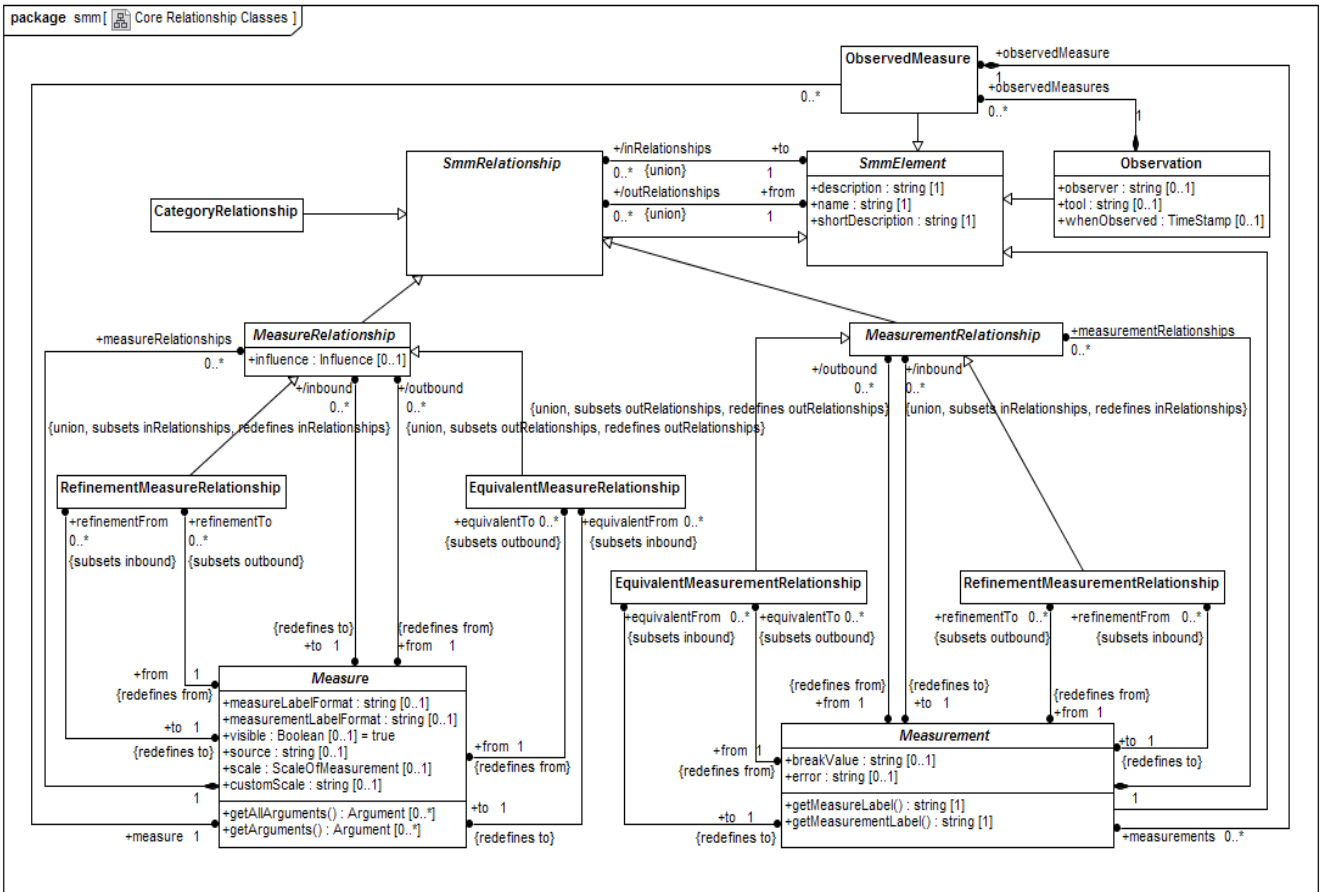 package smm [ Core Relationship Classes ]
ObservedMeasure
+observedMeasure
1
+observedMeasures
0..*
0..*
1
SmmRelationship
+/inRelationships
+to
0..* {union}
1
+/outRelationships
+from
0..* {union}
1
SmmElement
+description : string [1]
+name : string [1]
+shortDescription : string [1]
Observation
+observer : string [0..1]
+tool : string [0..1]
+whenObserved : TimeStamp [0..1]
CategoryRelationship
+measureRelationships
0..*
MeasureRelationship
+influence : Influence [0..1]
MeasurementRelationship
+measurementRelationships
0..*
+/inbound
0..*
+/outbound
0..*
{union, subsets inRelationships, redefines inRelationships}
{union, subsets outRelationships, redefines outRelationships}
+/outbound
0..*
+/inbound
0..*
{union, subsets outRelationships, redefines outRelationships}
{union, subsets inRelationships, redefines inRelationships}
RefinementMeasureRelationship
+refinementFrom
0..*
{subsets inbound}
+refinementTo
0..*
{subsets outbound}
EquivalentMeasureRelationship
+equivalentTo 0..*
{subsets outbound}
+equivalentFrom 0..*
{subsets inbound}
EquivalentMeasurementRelationship
+equivalentFrom 0..*
{subsets inbound}
+equivalentTo 0..*
{subsets outbound}
RefinementMeasurementRelationship
+refinementTo 0..*
{subsets outbound}
+refinementFrom 0..*
{subsets inbound}
{redefines to}
+to 1
{redefines from}
+from 1
+from 1
{redefines from}
+to 1
{redefines to}
1
+measure 1
Measure
+measureLabelFormat : string [0..1]
+measurementLabelFormat : string [0..1]
+visible : Boolean [0..1] = true
+source : string [0..1]
+scale : ScaleOfMeasurement [0..1]
+customScale : string [0..1]
+getAllArguments() : Argument [0..*]
+getArguments() : Argument [0..*]
+from 1
{redefines from}
+to 1
{redefines to}
{redefines from}
+from 1
{redefines to}
+to 1
{redefines from}
+from 1
+from 1
{redefines from}
+to 1
{redefines to}
Measurement
+breakValue : string [0..1]
+error : string [0..1]
+getMeasureLabel() : string [1]
+getMeasurementLabel() : string [1]
+to 1
{redefines to}
1
+measurements 0..*